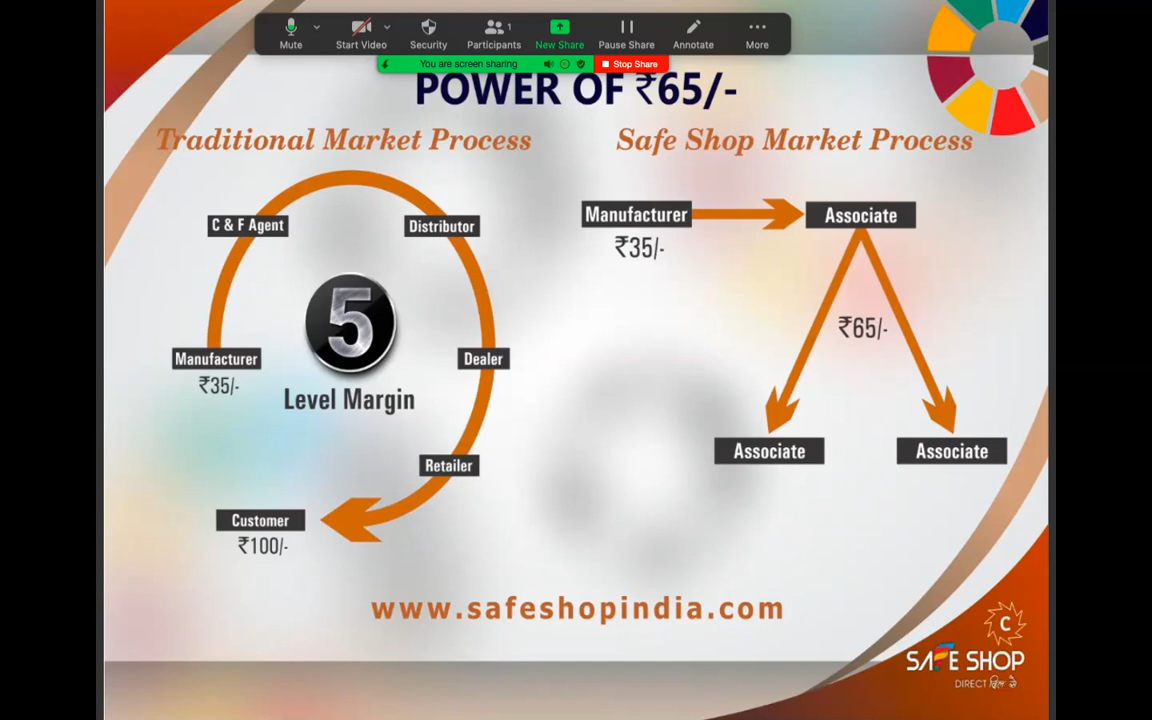 Mute
Start Video
Security
Participants 1
New Share
Pause Share
Annotate
More
You are screen sharing
Stop Share
POWER OF ₹65/-
Traditional Market Process
Safe Shop Market Process
C & F Agent
Distributor
5
Level Margin
Manufacturer
₹35/-
Dealer
Retailer
Customer
₹100/-
Manufacturer
₹35/-
Associate
₹65/-
Associate
Associate
www.safeshopindia.com
C
SAFE SHOP
DIRECT दिल से